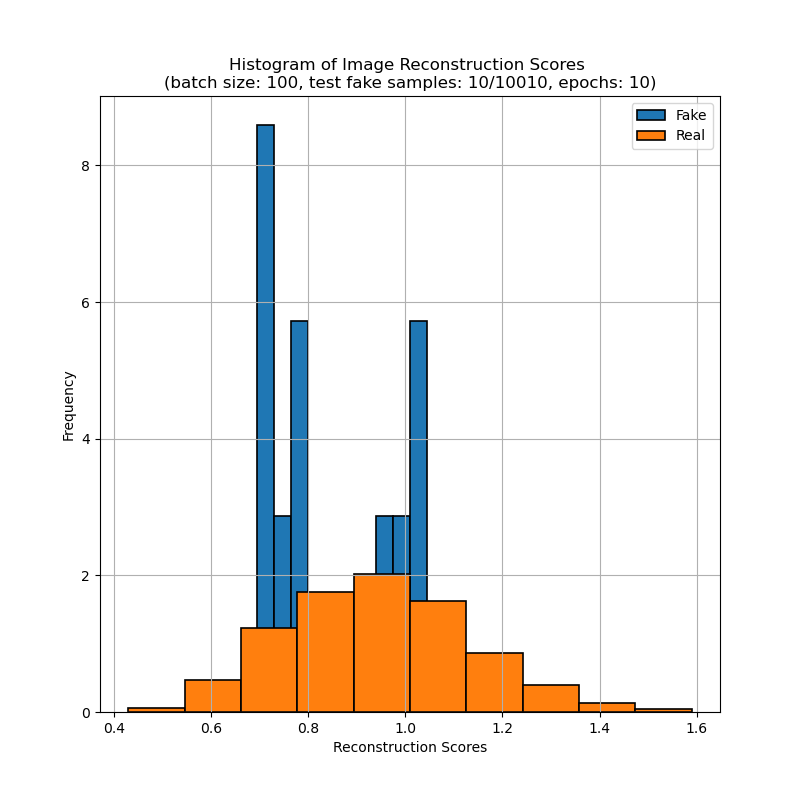 Histogram of Image Reconstruction Scores
(batch size: 100, test fake samples: 10/10010, epochs: 10)
Fake
Real
8
6
4
2
0
Frequency
0.4 0.6 0.8 1.0 1.2 1.4 1.6
Reconstruction Scores